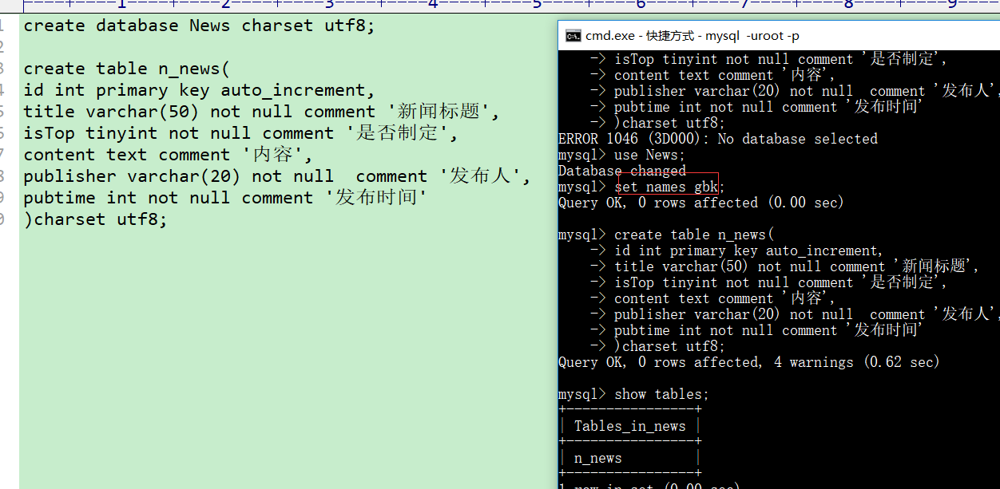 1 2 3 4 5 6 7 8 9
create database News charset utf8;
create table n_news(
id int primary key auto_increment,
title varchar(50) not null comment '新闻标题',
isTop tinyint not null comment '是否制定',
content text comment '内容',
publisher varchar(20) not null  comment '发布人',
pubtime int not null comment '发布时间'
)charset utf8;
cmd.exe - 快捷方式 - mysql  -uroot -p
-> isTop tinyint not null comment '是否制定',
-> content text comment '内容',
-> publisher varchar(20) not null  comment '发布人',
-> pubtime int not null comment '发布时间'
-> )charset utf8;
ERROR 1046 (3D000): No database selected
mysql> use News;
Database changed
mysql> set names gbk;
Query OK, 0 rows affected (0.00 sec)
mysql> create table n_news(
-> id int primary key auto_increment,
-> title varchar(50) not null comment '新闻标题',
-> isTop tinyint not null comment '是否制定',
-> content text comment '内容',
-> publisher varchar(20) not null  comment '发布人',
-> pubtime int not null comment '发布时间'
-> )charset utf8;
Query OK, 0 rows affected, 4 warnings (0.62 sec)
mysql> show tables;
+----------------+
| Tables_in_news |
+----------------+
| n_news         |
+----------------+
1 row in set (0.00 sec)